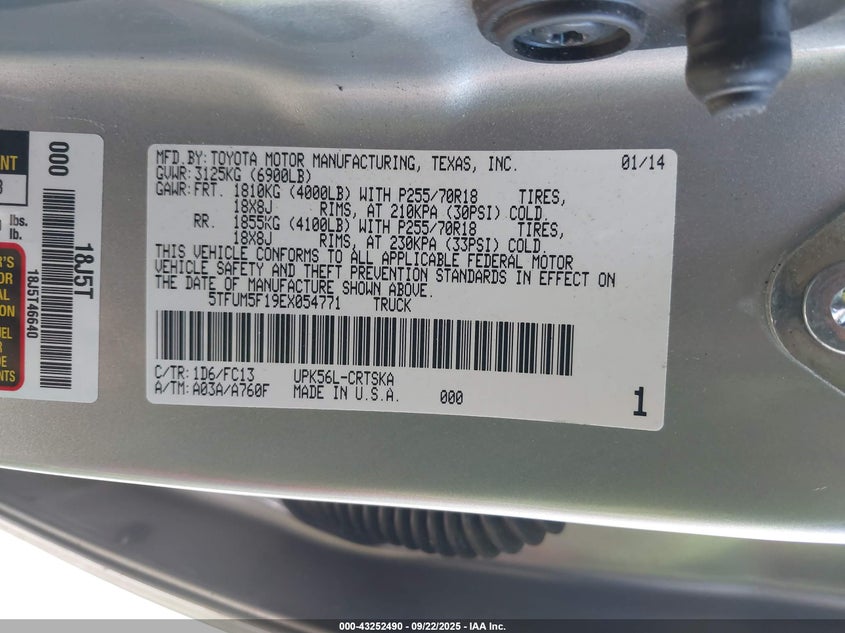 MFD.BY: TOYOTA MOTOR MANUFACTURING, TEXAS, INC. 01/14
GVWR: 3125KG (6900LB)
GAWR: FRT. 1810KG (4000LB) WITH P255/70R18 TIRES,
18X8J RIMS, AT 210KPA (30PSI) COLD.
RR. 1855KG (4100LB) WITH P255/70R18 TIRES,
18X8J RIMS, AT 230KPA (33PSI) COLD.
THIS VEHICLE CONFORMS TO ALL APPLICABLE FEDERAL MOTOR
VEHICLE SAFETY AND THEFT PREVENTION STANDARDS IN EFFECT ON
THE DATE OF MANUFACTURE SHOWN ABOVE.
5TFUM5F19EX054771 TRUCK
C/TR: 1D6/FC13 UPK56L-CRTSKA
A/TM: A03A/A760F MADE IN U.S.A. 000 1
000
18J5T
18J5T46640
lbs.
lb.
000-43252490 - 09/22/2025 - IAA Inc.